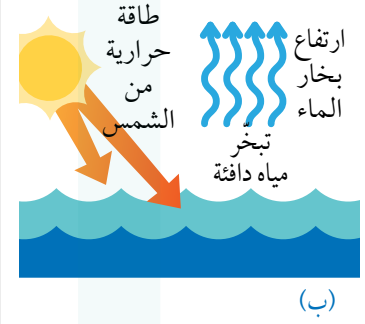 طاقة
حرارية
من
الشمس
ارتفاع
بخار
الماء
تبخّر
مياه دافئة
(ب)